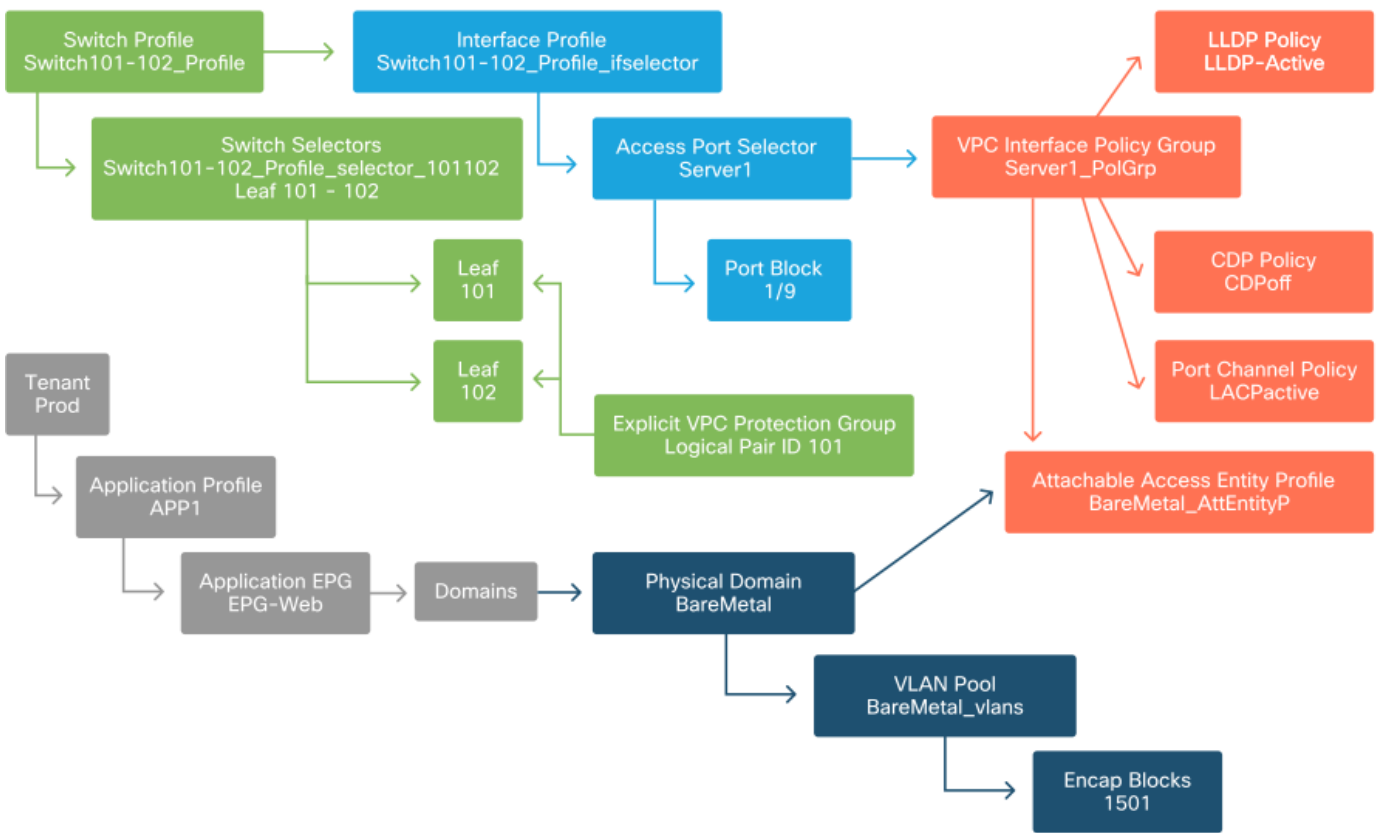 Switch Profile
Switch101-102_Profile
Interface Profile
Switch101-102_Profile_ifselector
LLDP Policy
LLDP-Active
Switch Selectors
Switch101-102_Profile_selector_101102
Leaf 101 - 102
Access Port Selector
Server1
VPC Interface Policy Group
Server1_PolGrp
Leaf
101
Port Block
1/9
CDP Policy
CDPoff
Leaf
102
Port Channel Policy
LACPactive
Tenant
Prod
Explicit VPC Protection Group
Logical Pair ID 101
Application Profile
APP1
Attachable Access Entity Profile
BareMetal_AttEntityP
Application EPG
EPG-Web
Domains
Physical Domain
BareMetal
VLAN Pool
BareMetal_vlans
Encap Blocks
1501